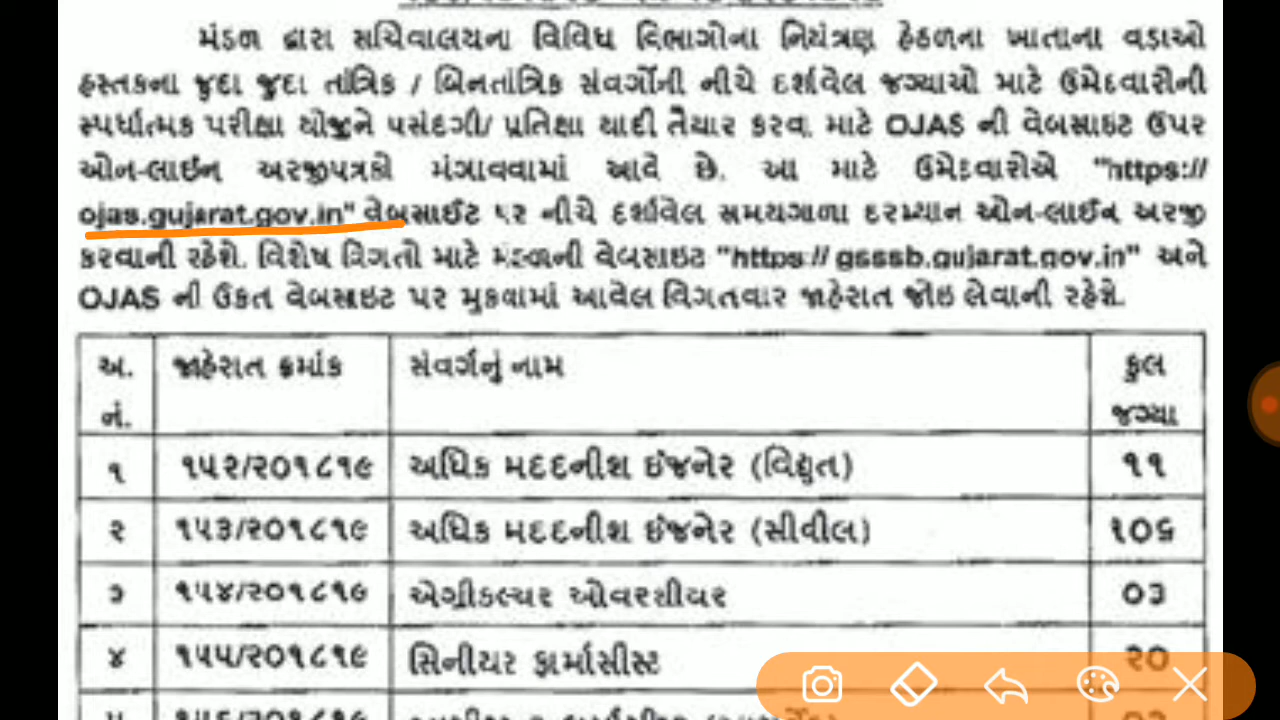 મંડળ દ્વારા સચિવાલયના વિવિધ વિભાગોના નિયંત્રણ હેઠળના ખાતાના વડાઓ
હસ્તકના જુદા જુદા તાંત્રિક / બિનતાંત્રિક સંવર્ગોની નીચે દર્શાવેલ જગ્યાઓ માટે ઉમેદવારોની
સ્પર્ધાત્મક પરીક્ષા યોજીને પસંદગી/ પ્રતિક્ષા યાદી તૈયાર કરવા માટે OJAS ની વેબસાઇટ ઉપર
ઓન-લાઈન અરજીપત્રકો મંગાવવામાં આવે છે. આ માટે ઉમેદવારોએ "https://
ojas.gujarat.gov.in" વેબસાઈટ પર નીચે દર્શાવેલ સમયગાળા દરમ્યાન ઓન-લાઈન અરજી
કરવાની રહેશે. વિશેષ વિગતો માટે મંડળની વેબસાઇટ "https:// gsssb.gujarat.gov.in" અને
OJAS ની ઉકત વેબસાઇટ પર મુકવામાં આવેલ વિગતવાર જાહેરાત જોઇ લેવાની રહેશે.
અ. નં. જાહેરાત ક્રમાંક સંવર્ગનું નામ કુલ જગ્યા
૧ ૧૫૨/૨૦૧૮૧૯ અધિક મદદનીશ ઇજનેર (વિદ્યુત) ૧૧
૨ ૧૫૩/૨૦૧૮૧૯ અધિક મદદનીશ ઇજનેર (સીવીલ) ૧૦૬
૩ ૧૫૪/૨૦૧૮૧૯ એગ્રીકલ્ચર ઓવરસીયર ૦૩
૪ ૧૫૫/૨૦૧૮૧૯ સિનીયર ફાર્માસીસ્ટ ૨૦